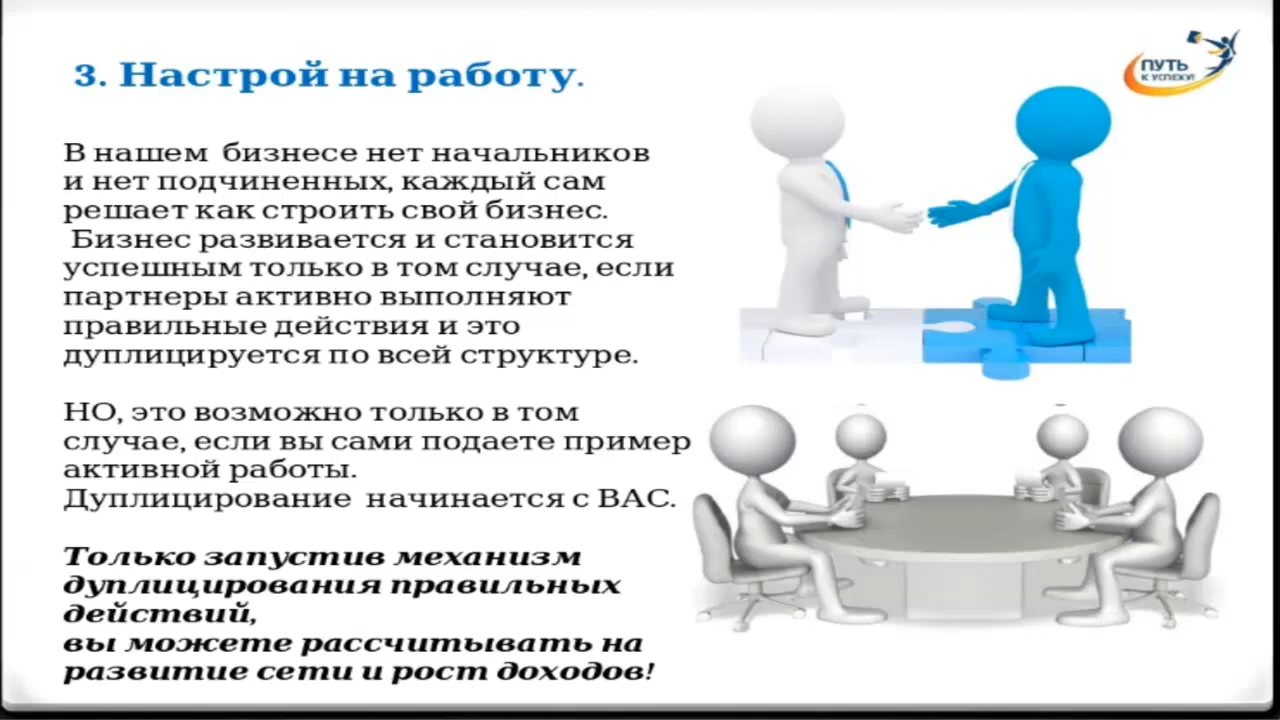 3. Настрой на работу.
ПУТЬ
К УСПЕХУ!
В нашем бизнесе нет начальников
и нет подчиненных, каждый сам
решает как строить свой бизнес.
Бизнес развивается и становится
успешным только в том случае, если
партнеры активно выполняют
правильные действия и это
дуплицируется по всей структуре.
НО, это возможно только в том
случае, если вы сами подаете пример
активной работы.
Дуплицирование начинается с ВАС.
Только запустив механизм
дуплицирования правильных
действий,
вы можете рассчитывать на
развитие сети и рост доходов!